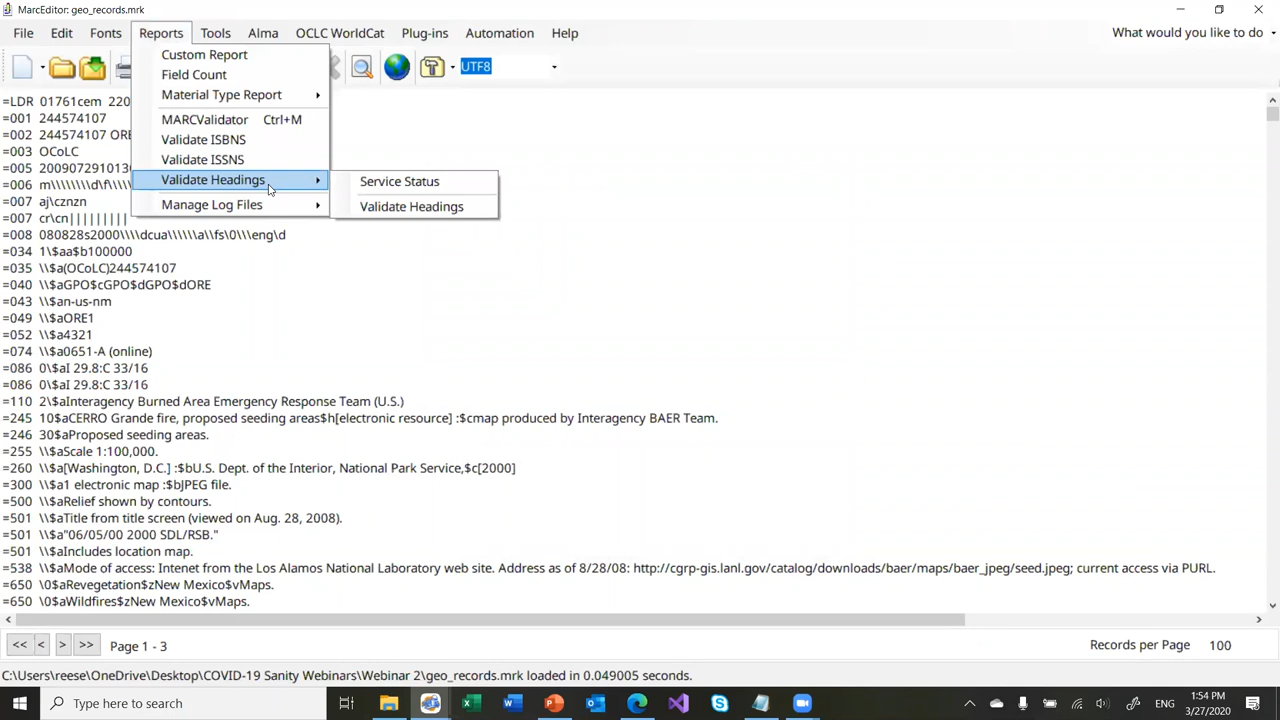 MarcEditor: geo_records.mrk
File Edit Fonts Reports Tools Alma OCLC WorldCat Plug-ins Automation Help What would you like to do
UTF8
Custom Report
Field Count
Material Type Report
MARCValidator Ctrl+M
Validate ISBNS
Validate ISSNS
Validate Headings
Manage Log Files
Service Status
Validate Headings
=LDR 01761cem 220
=001 244574107
=002 244574107 ORE
=003 OCoLC
=005 2009072910130
=006 m\\\\\\\\d\f\\
=007 aj\cznzn
=007 cr\cn|||||||||
=008 080828s2000\\\\dcua\\\\\\a\\fs\0\\\eng\d
=034 1\$aa$b100000
=035 \\$a(OCoLC)244574107
=040 \\$aGPO$cGPO$dGPO$dORE
=043 \\$an-us-nm
=049 \\$aORE1
=052 \\$a4321
=074 \\$a0651-A (online)
=086 0\$aI 29.8:C 33/16
=086 0\$aI 29.8:C 33/16
=110 2\$aInteragency Burned Area Emergency Response Team (U.S.)
=245 10$aCERRO Grande fire, proposed seeding areas$h[electronic resource] :$cmap produced by Interagency BAER Team.
=246 30$aProposed seeding areas.
=255 \\$aScale 1:100,000.
=260 \\$a[Washington, D.C.] :$bU.S. Dept. of the Interior, National Park Service,$c[2000]
=300 \\$a1 electronic map :$bJPEG file.
=500 \\$aRelief shown by contours.
=501 \\$aTitle from title screen (viewed on Aug. 28, 2008).
=501 \\$a"06/05/00 2000 SDL/RSB."
=501 \\$aIncludes location map.
=538 \\$aMode of access: Intenet from the Los Alamos National Laboratory web site. Address as of 8/28/08: http://cgrp-gis.lanl.gov/catalog/downloads/baer/maps/baer_jpeg/seed.jpeg; current access via PURL.
=650 \0$aRevegetation$zNew Mexico$vMaps.
=650 \0$aWildfires$zNew Mexico$vMaps.
<< < > >> Page 1 - 3 Records per Page 100
C:\Users\reese\OneDrive\Desktop\COVID-19 Sanity Webinars\Webinar 2\geo_records.mrk loaded in 0.049005 seconds.
Type here to search
1:54 PM
3/27/2020